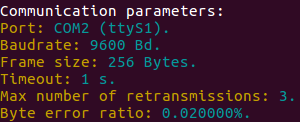 Communication parameters:
Port: COM2 (ttyS1).
Baudrate: 9600 Bd.
Frame size: 256 Bytes.
Timeout: 1 s.
Max number of retransmissions: 3.
Byte error ratio: 0.020000%.